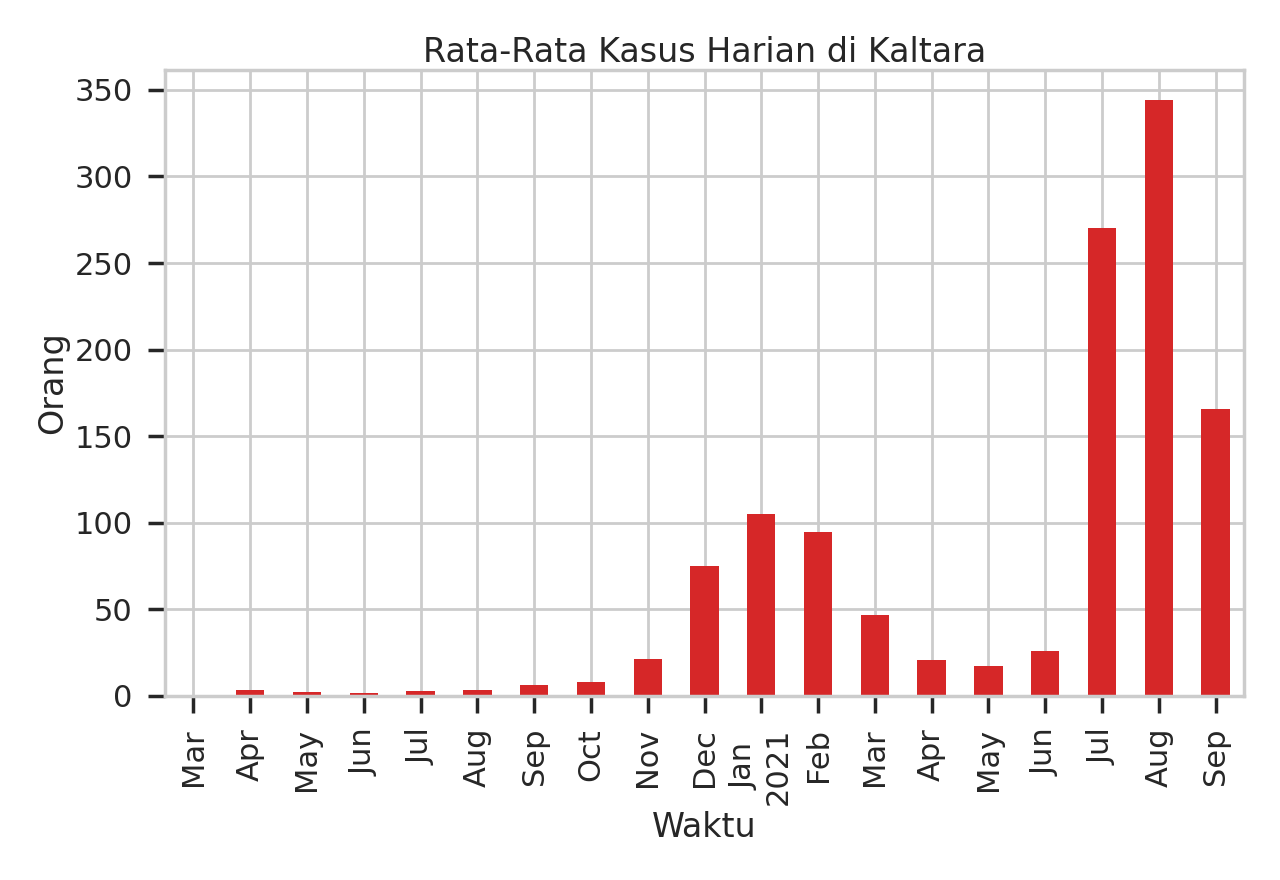 Rata-Rata Kasus Harian di Kaltara
350
300
250
200
150
100
50
0
Orang
Mar
Apr
May
Jun
Jul
Aug
Sep
Oct
Nov
Dec
Jan
2021
Feb
Mar
Apr
May
Jun
Jul
Aug
Sep
Waktu